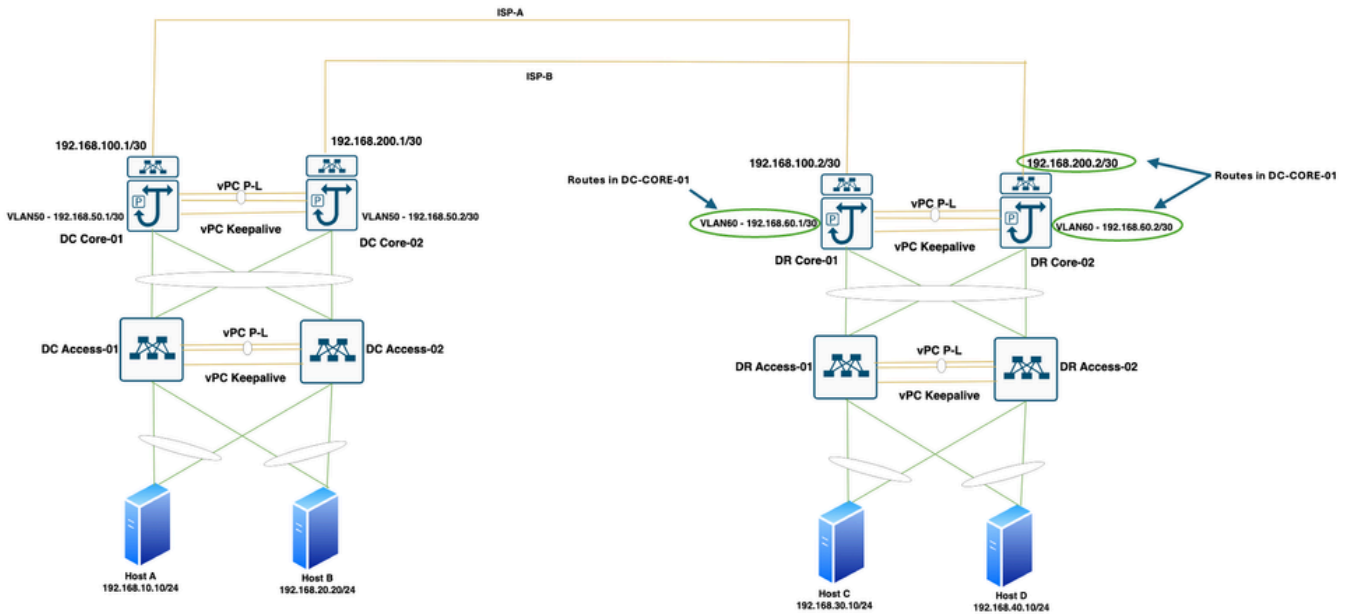 ISP-A
ISP-B
192.168.100.1/30
192.168.200.1/30
vPC P-L
P
P
VLAN50 - 192.168.50.1/30
VLAN50 - 192.168.50.2/30
vPC Keepalive
DC Core-01
DC Core-02
vPC P-L
DC Access-01
DC Access-02
vPC Keepalive
Host A
192.168.10.10/24
Host B
192.168.20.20/24
192.168.100.2/30
192.168.200.2/30
Routes in DC-CORE-01
Routes in DC-CORE-01
vPC P-L
P
P
VLAN60 - 192.168.60.1/30
VLAN60 - 192.168.60.2/30
vPC Keepalive
DR Core-01
DR Core-02
vPC P-L
DR Access-01
DR Access-02
vPC Keepalive
Host C
192.168.30.10/24
Host D
192.168.40.10/24